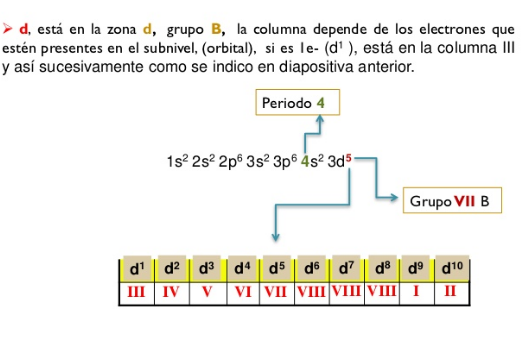 ➢ d, está en la zona d, grupo B, la columna depende de los electrones que
estén presentes en el subnivel, (orbital), si es 1e- (d¹ ), está en la columna III
y así sucesivamente como se indico en diapositiva anterior.
Periodo 4
1s² 2s² 2p⁶ 3s² 3p⁶ 4s² 3d⁵
Grupo VII B
d¹ d² d³ d⁴ d⁵ d⁶ d⁷ d⁸ d⁹ d¹⁰
III IV V VI VII VIII VIII VIII I II